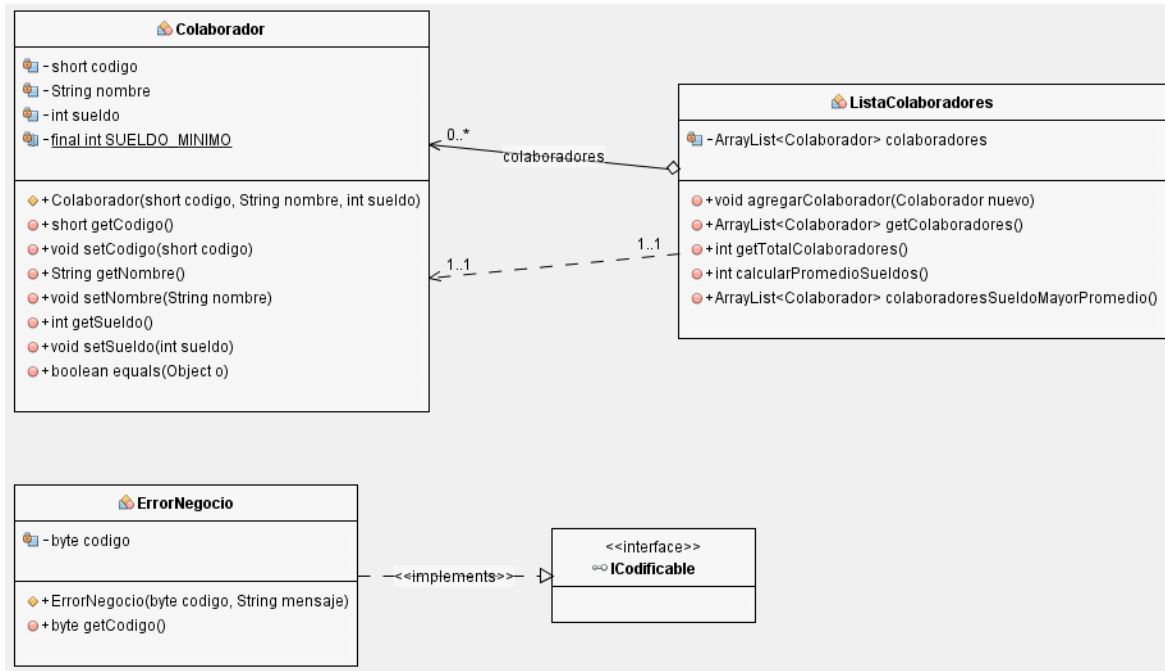 Colaborador
- short codigo
- String nombre
- int sueldo
- final int SUELDO_MINIMO
+ Colaborador(short codigo, String nombre, int sueldo)
+ short getCodigo()
+ void setCodigo(short codigo)
+ String getNombre()
+ void setNombre(String nombre)
+ int getSueldo()
+ void setSueldo(int sueldo)
+ boolean equals(Object o)
0..*
colaboradores
1..1
1..1
ListaColaboradores
- ArrayList<Colaborador> colaboradores
+void agregarColaborador(Colaborador nuevo)
+ArrayList<Colaborador> getColaboradores()
+int getTotalColaboradores()
+int calcularPromedioSueldos()
+ArrayList<Colaborador> colaboradoresSueldoMayorPromedio()
ErrorNegocio
- byte codigo
+ ErrorNegocio(byte codigo, String mensaje)
+ byte getCodigo()
<<implements>>
<<interface>>
ICodificable